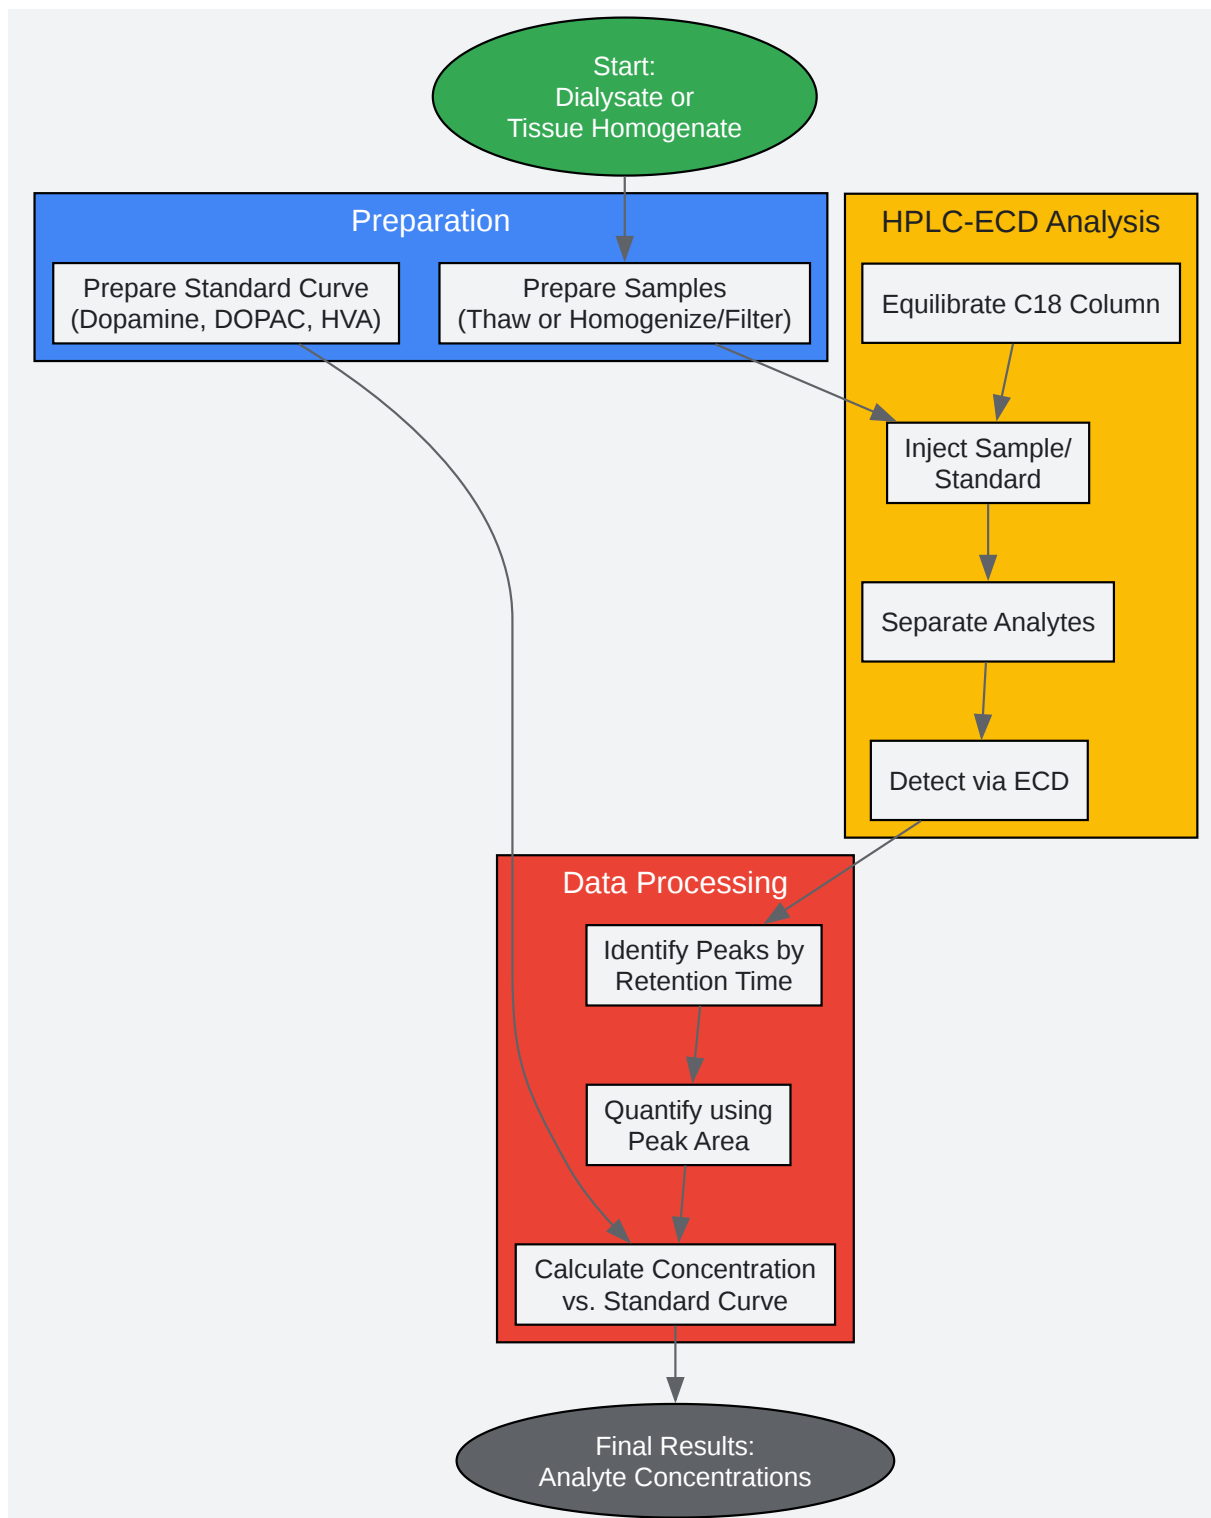 Start:
Dialysate or
Tissue Homogenate
Preparation
Prepare Standard Curve
(Dopamine, DOPAC, HVA)
Prepare Samples
(Thaw or Homogenize/Filter)
HPLC-ECD Analysis
Equilibrate C18 Column
Inject Sample/
Standard
Separate Analytes
Detect via ECD
Data Processing
Identify Peaks by
Retention Time
Quantify using
Peak Area
Calculate Concentration
vs. Standard Curve
Final Results:
Analyte Concentrations